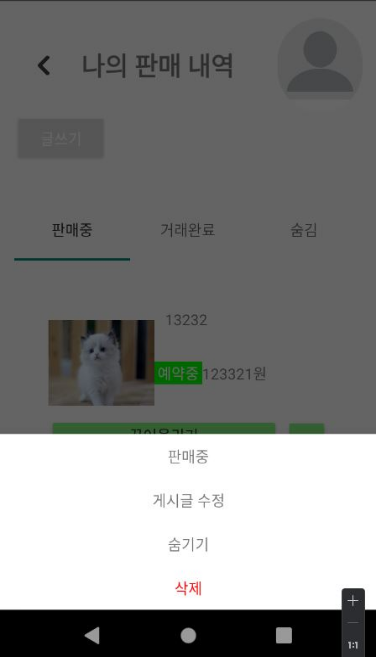 나의 판매 내역
글쓰기
판매중 거래완료 숨김
13232
예약중 123321원
판매중
게시글 수정
숨기기
삭제
1:1